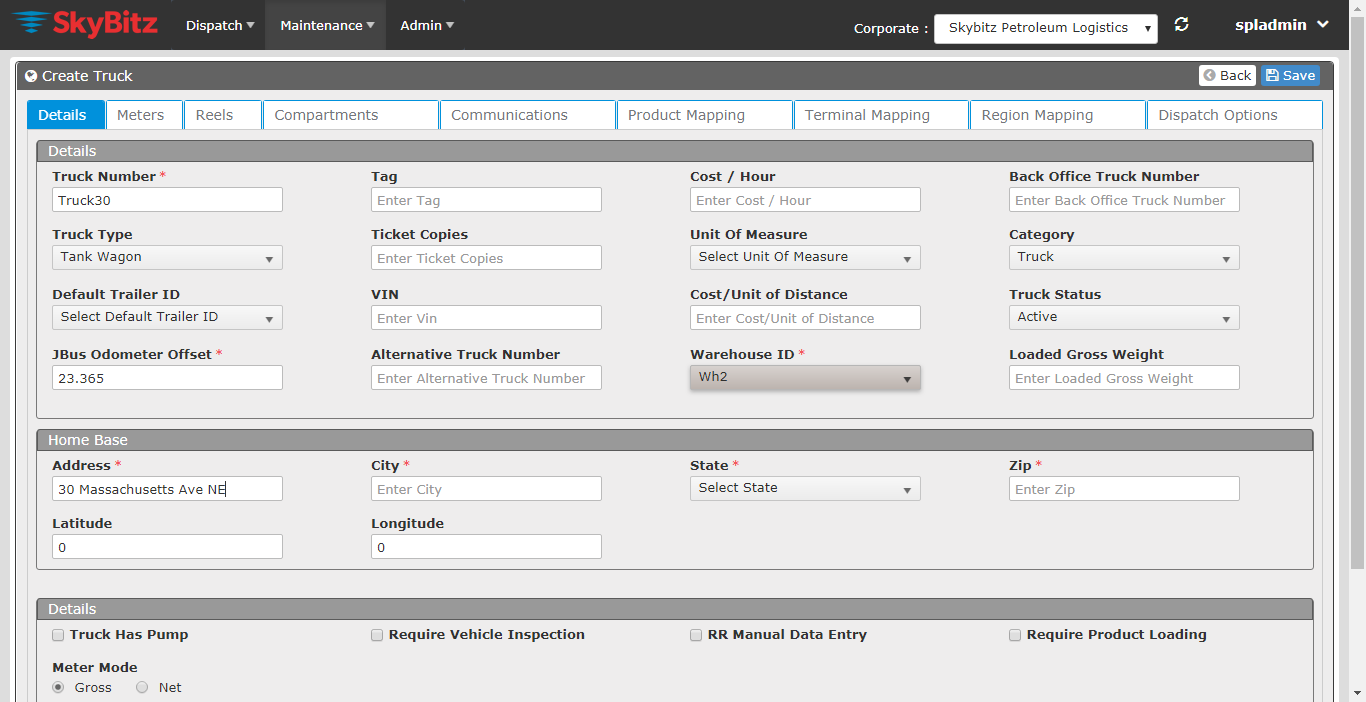 SkyBitz Dispatch Maintenance Admin Corporate : Skybitz Petroleum Logistics spladmin
Create Truck Back Save
Details Meters Reels Compartments Communications Product Mapping Terminal Mapping Region Mapping Dispatch Options
Details
Truck Number * Tag Cost / Hour Back Office Truck Number
Truck30 Enter Tag Enter Cost / Hour Enter Back Office Truck Number
Truck Type Ticket Copies Unit Of Measure Category
Tank Wagon Enter Ticket Copies Select Unit Of Measure Truck
Default Trailer ID VIN Cost/Unit of Distance Truck Status
Select Default Trailer ID Enter Vin Enter Cost/Unit of Distance Active
JBus Odometer Offset * Alternative Truck Number Warehouse ID * Loaded Gross Weight
23.365 Enter Alternative Truck Number Wh2 Enter Loaded Gross Weight
Home Base
Address * City * State * Zip *
30 Massachusetts Ave NE Enter City Select State Enter Zip
Latitude Longitude
0 0
Details
Truck Has Pump Require Vehicle Inspection RR Manual Data Entry Require Product Loading
Meter Mode
Gross Net